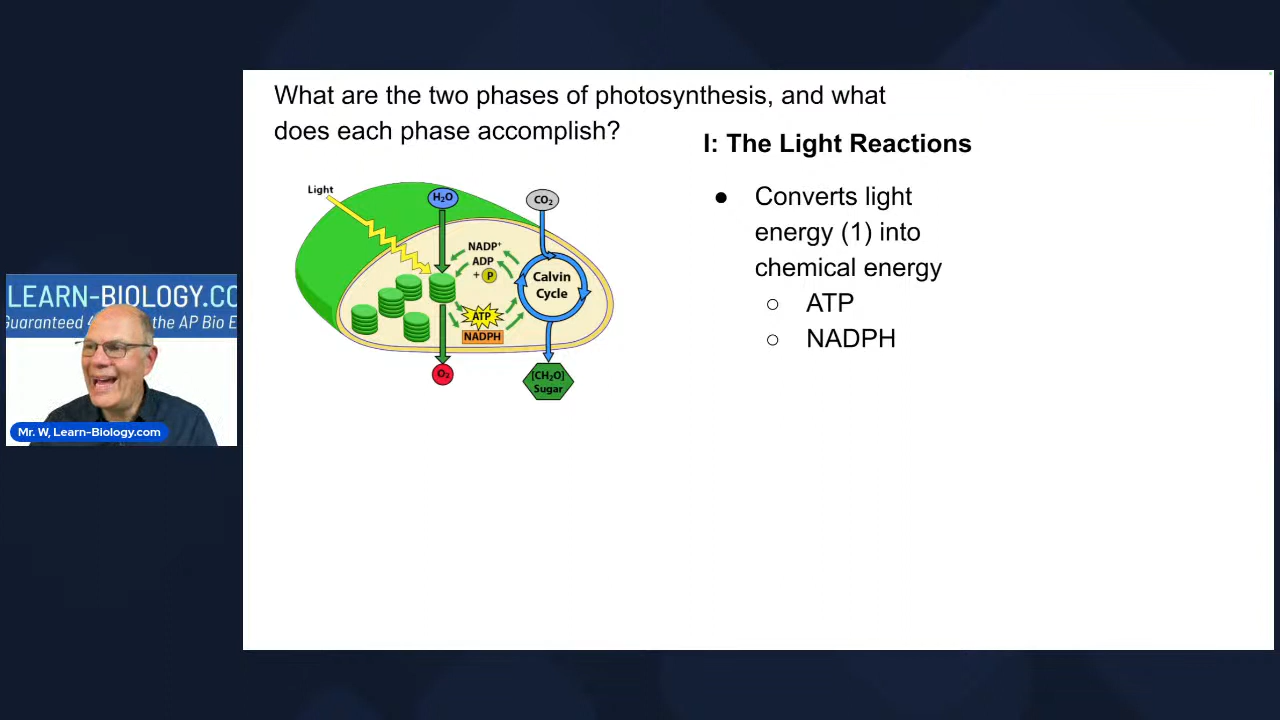 What are the two phases of photosynthesis, and what
does each phase accomplish?
I: The Light Reactions
● Converts light
energy (1) into
chemical energy
○ ATP
○ NADPH
Light
H₂O
CO₂
NADP⁺
ADP
+ P
Calvin
Cycle
ATP
NADPH
O₂
[CH₂O]
Sugar
LEARN-BIOLOGY.CO
Guaranteed 4 the AP Bio E
Mr. W, Learn-Biology.com